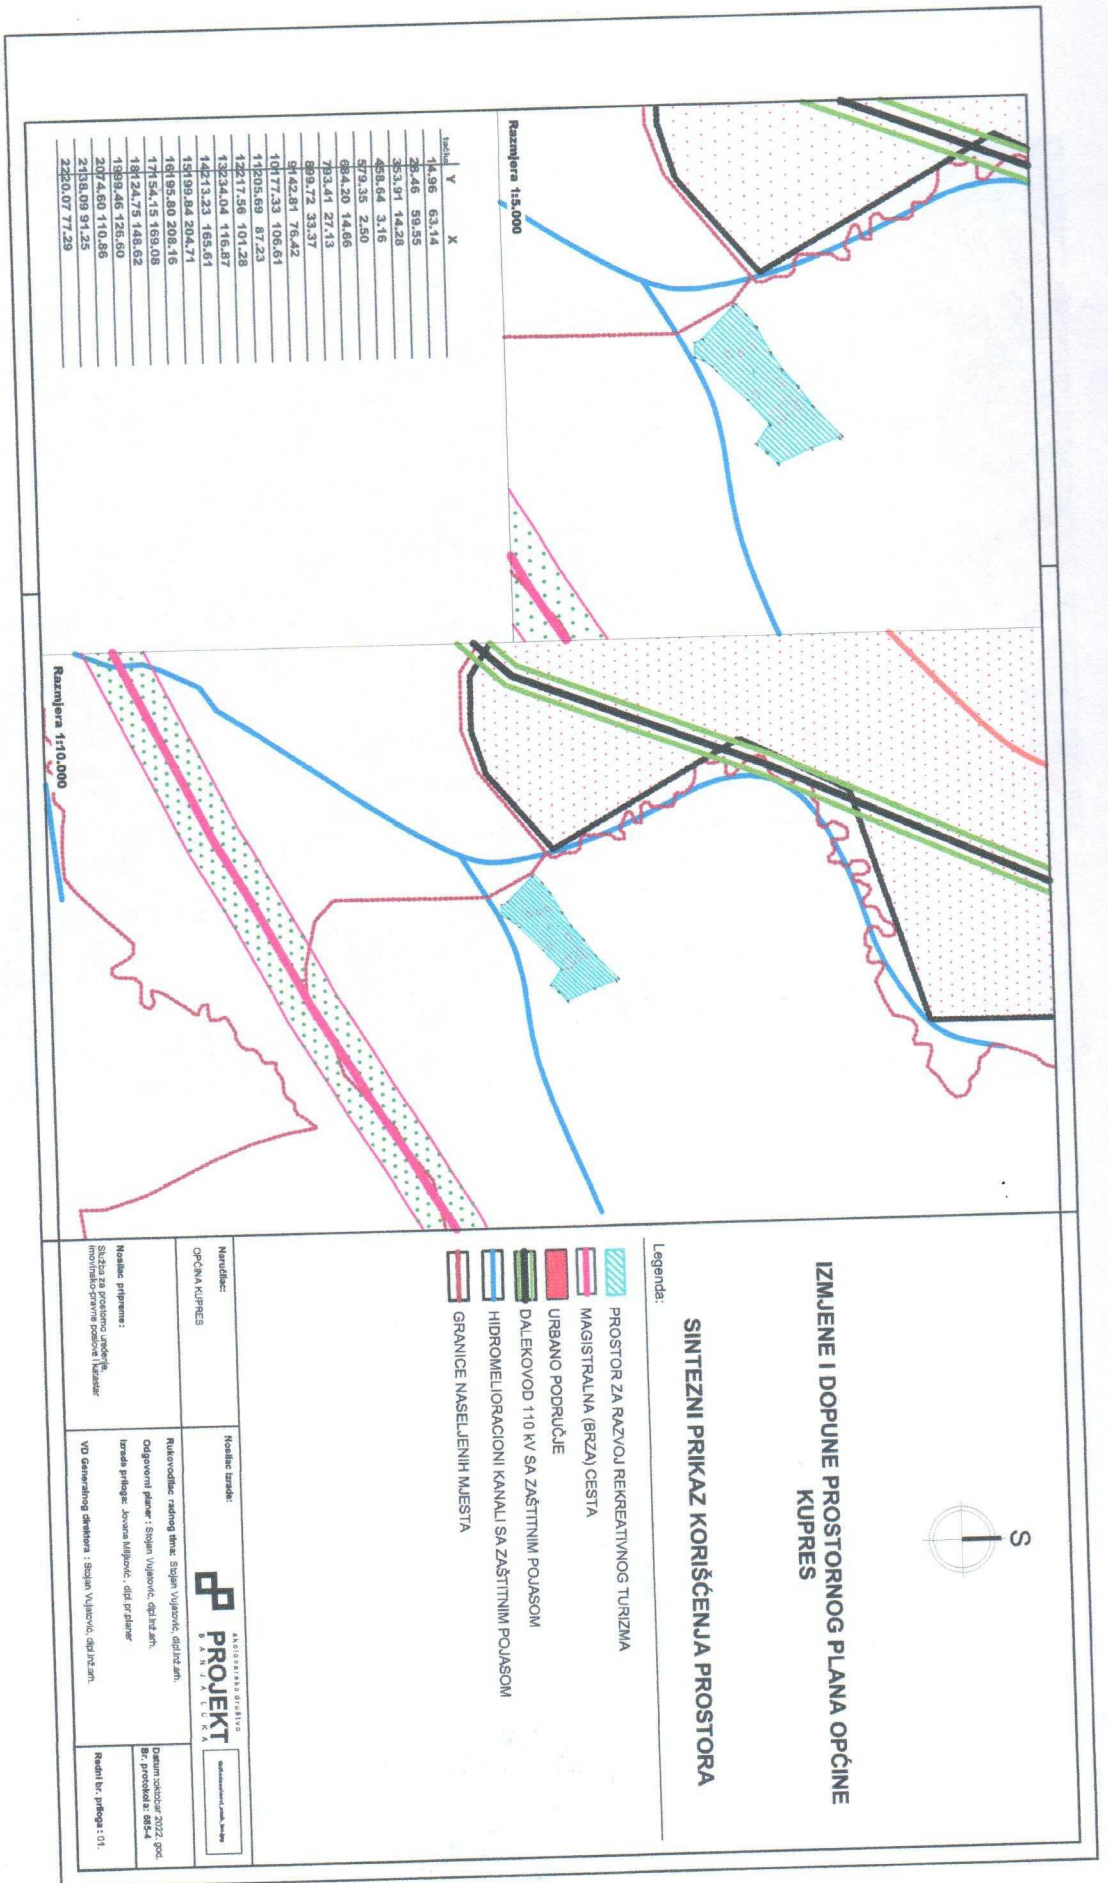 S
IZMJENE I DOPUNE PROSTORNOG PLANA OPĆINE
KUPRES
SINTEZNI PRIKAZ KORIŠĆENJA PROSTORA
Legenda:
PROSTOR ZA RAZVOJ REKREATIVNOG TURIZMA
MAGISTRALNA (BRZA) CESTA
URBANO PODRUČJE
DALEKOVOD 110 kV SA ZAŠTITNIM POJASOM
HIDROMELIORACIONI KANALI SA ZAŠTITNIM POJASOM
GRANICE NASELJENIH MJESTA
Razmjera 1:5.000
tačka Y X
1 4.96 63.14
2 8.46 59.55
3 53.91 14.28
4 58.64 3.16
5 79.35 2.50
6 84.20 14.66
7 93.41 27.13
8 99.72 33.37
9 142.81 76.42
10 177.33 106.61
11 205.69 87.23
12 217.56 101.28
13 234.04 116.87
14 213.23 165.61
15 199.84 204.71
16 195.80 208.16
17 154.15 169.08
18 124.75 148.62
19 99.46 126.60
20 74.60 110.86
21 38.09 91.25
22 20.07 77.29
Razmjera 1:10.000
Naručilac:
OPĆINA KUPRES
Nosilac pripreme:
Služba za prostorno uređenje,
imovinsko-pravne poslove i katastar
Nosilac izrade:
akcionarsko društvo
PROJEKT
BANJALUKA
Rukovodilac radnog tima: Stojan Vujatović, dipl.inž.arh.
Odgovorni planer : Stojan Vujatović, dipl.inž.arh.
Izrada priloga: Jovana Miljković , dipl.pr.planer
VD Generalnog direktora : Stojan Vujatović, dipl.inž.arh.
Datum :oktobar 2022. god.
Br. protokola: 685-4
Redni br. priloga : 01.